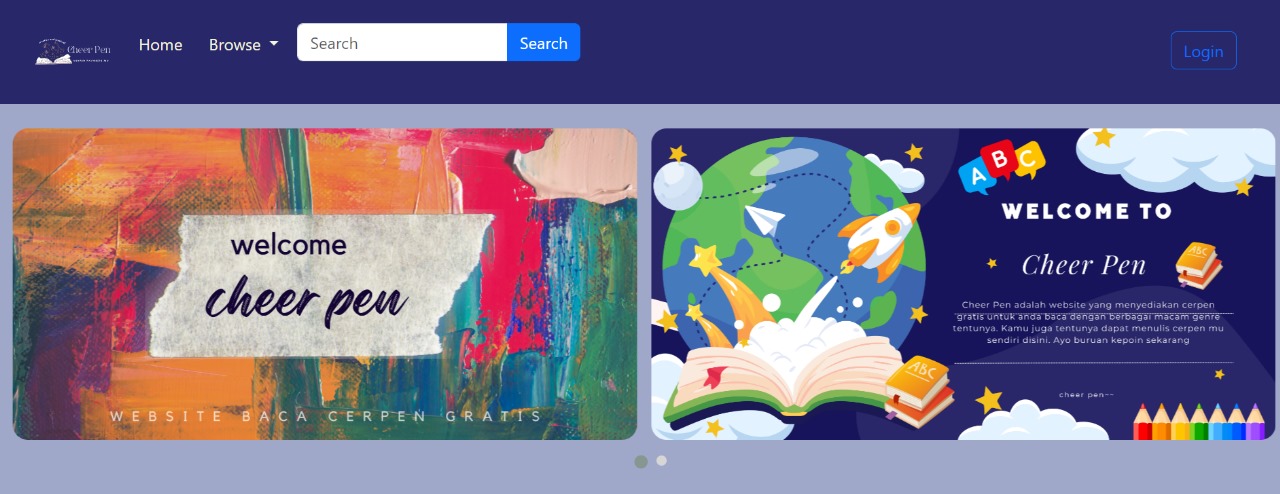 Cheer Pen
Home
Browse
Search
Search
Login
welcome
cheer pen
WEBSITE BACA CERPEN GRATIS
A B C
WELCOME TO
Cheer Pen
ABC
Cheer Pen adalah website yang menyediakan cerpen
gratis untuk anda baca dengan berbagai macam genre
tentunya. Kamu juga tentunya dapat menulis cerpen mu
sendiri disini. Ayo buruan kepoin sekarang
ABC
cheer pen~~